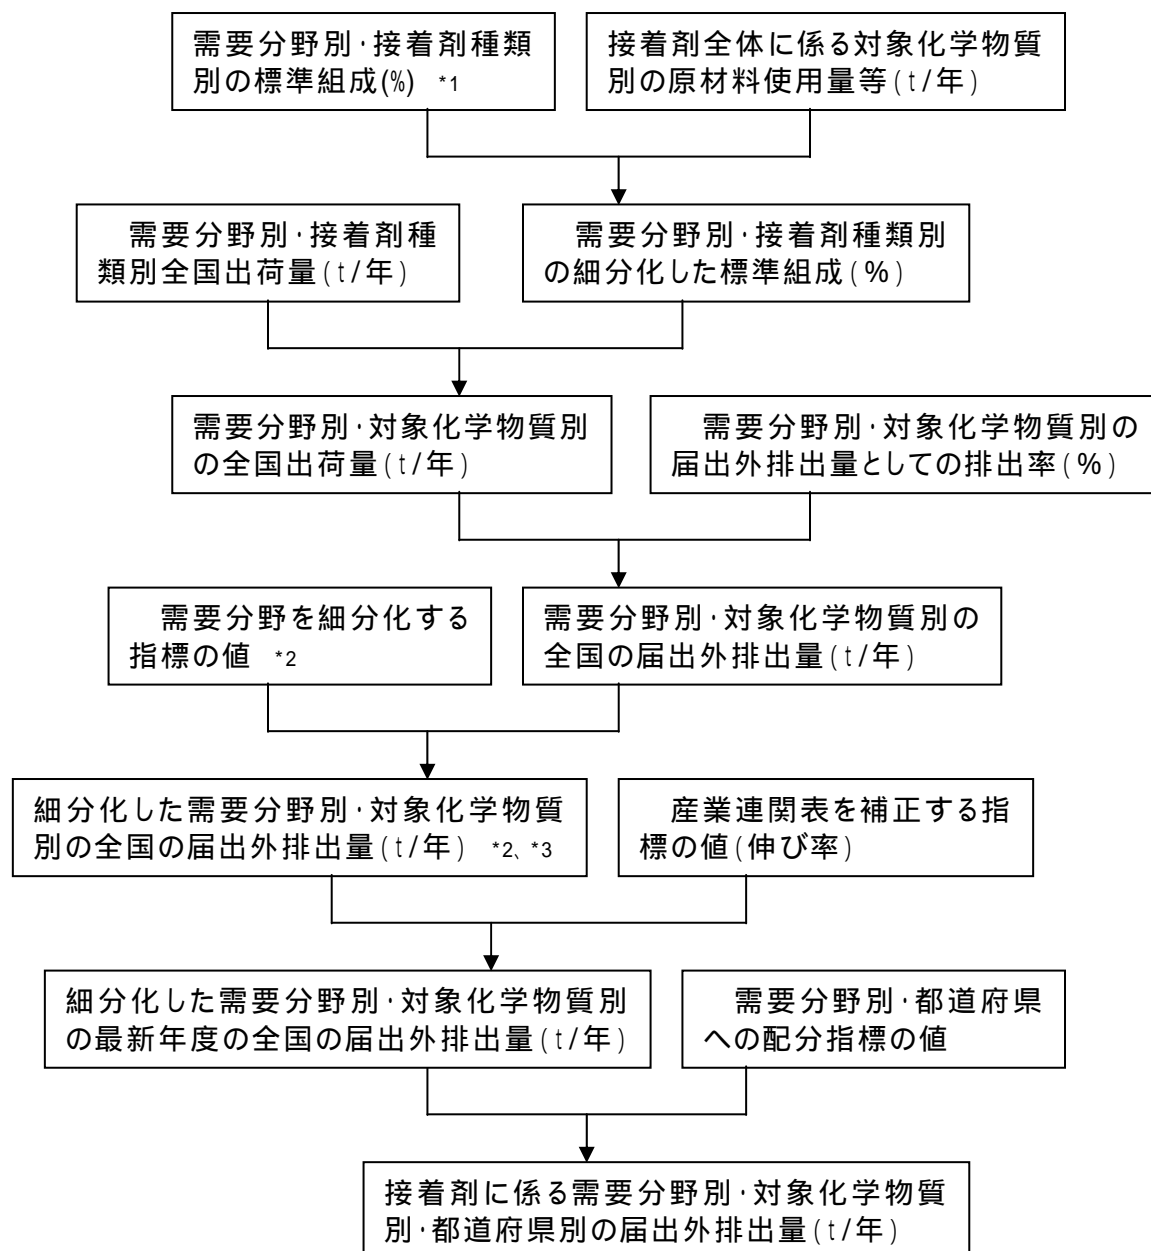 需要分野別·接着剤種類
別の標準組成(%) *1
接着剤全体に係る対象化学物質
別の原材料使用量等(t/年)
需要分野別·接着剤種
類別全国出荷量(t/年)
需要分野別·接着剤種類別
の細分化した標準組成(%)
需要分野別·対象化学物質別
の全国出荷量(t/年)
需要分野別·対象化学物質別の
届出外排出量としての排出率(%)
需要分野を細分化する
指標の値 *2
需要分野別·対象化学物質別の
全国の届出外排出量(t/年)
細分化した需要分野別·対象化学物質
別の全国の届出外排出量(t/年) *2、*3
産業連関表を補正する指
標の値(伸び率)
細分化した需要分野別·対象化学物質別
の最新年度の全国の届出外排出量(t/年)
需要分野別·都道府県
への配分指標の値
接着剤に係る需要分野別·対象化学物質
別·都道府県別の届出外排出量(t/年)